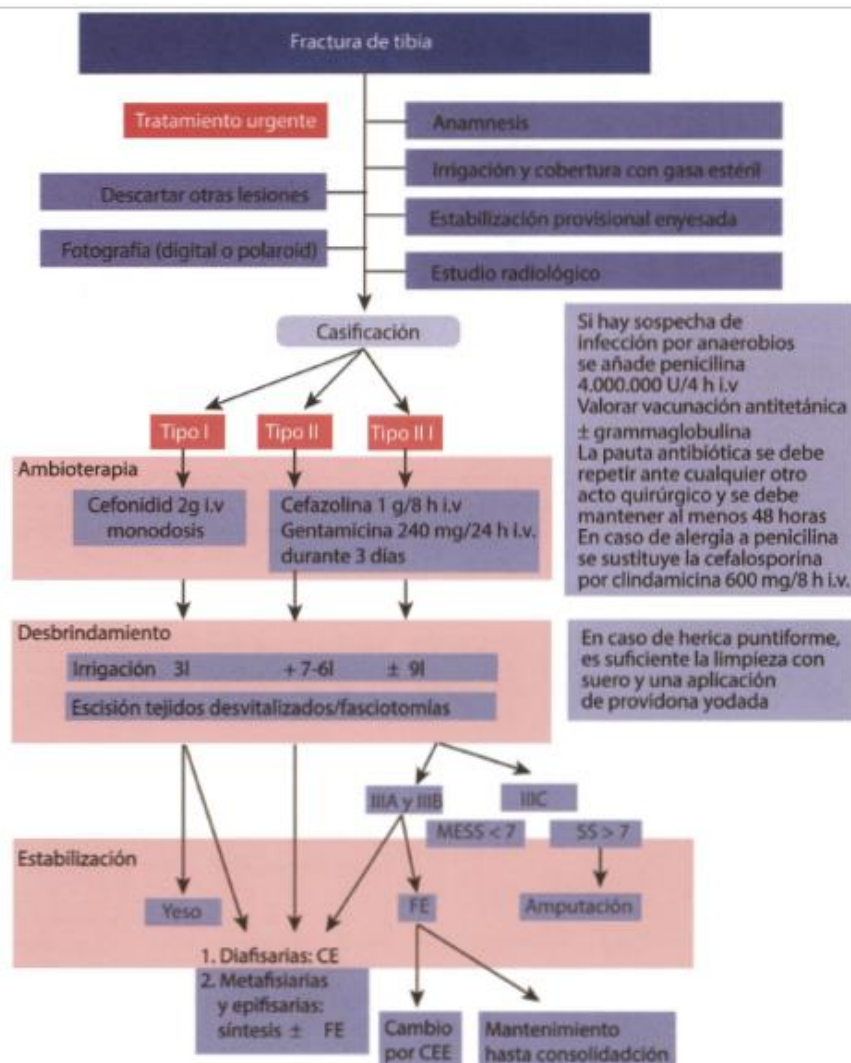 Fractura de tibia
Tratamiento urgente
Anamnesis
Irrigación y cobertura con gasa estéril
Descartar otras lesiones
Estabilización provisional enyesada
Fotografía (digital o polaroid)
Estudio radiológico
Casificación
Si hay sospecha de
infección por anaerobios
se añade penicilina
4.000.000 U/4 h i.v
Valorar vacunación antitetánica
± grammaglobulina
La pauta antibiótica se debe
repetir ante cualquier otro
acto quirúrgico y se debe
mantener al menos 48 horas
En caso de alergia a penicilina
se sustituye la cefalosporina
por clindamicina 600 mg/8 h i.v.
Tipo I
Tipo II
Tipo II I
Ambioterapia
Cefonidid 2g i.v
monodosis
Cefazolina 1 g/8 h i.v
Gentamicina 240 mg/24 h i.v.
durante 3 días
Desbrindamiento
Irrigación 3l + 7-6l ± 9l
Escisión tejidos desvitalizados/fasciotomías
En caso de herica puntiforme,
es suficiente la limpieza con
suero y una aplicación
de providona yodada
IIIA y IIIB
IIIC
MESS < 7
SS > 7
Estabilización
Yeso
FE
Amputación
1. Diafisarias: CE
2. Metafisiarias
y epifisarias:
síntesis ± FE
Cambio
por CEE
Mantenimiento
hasta consolidadción